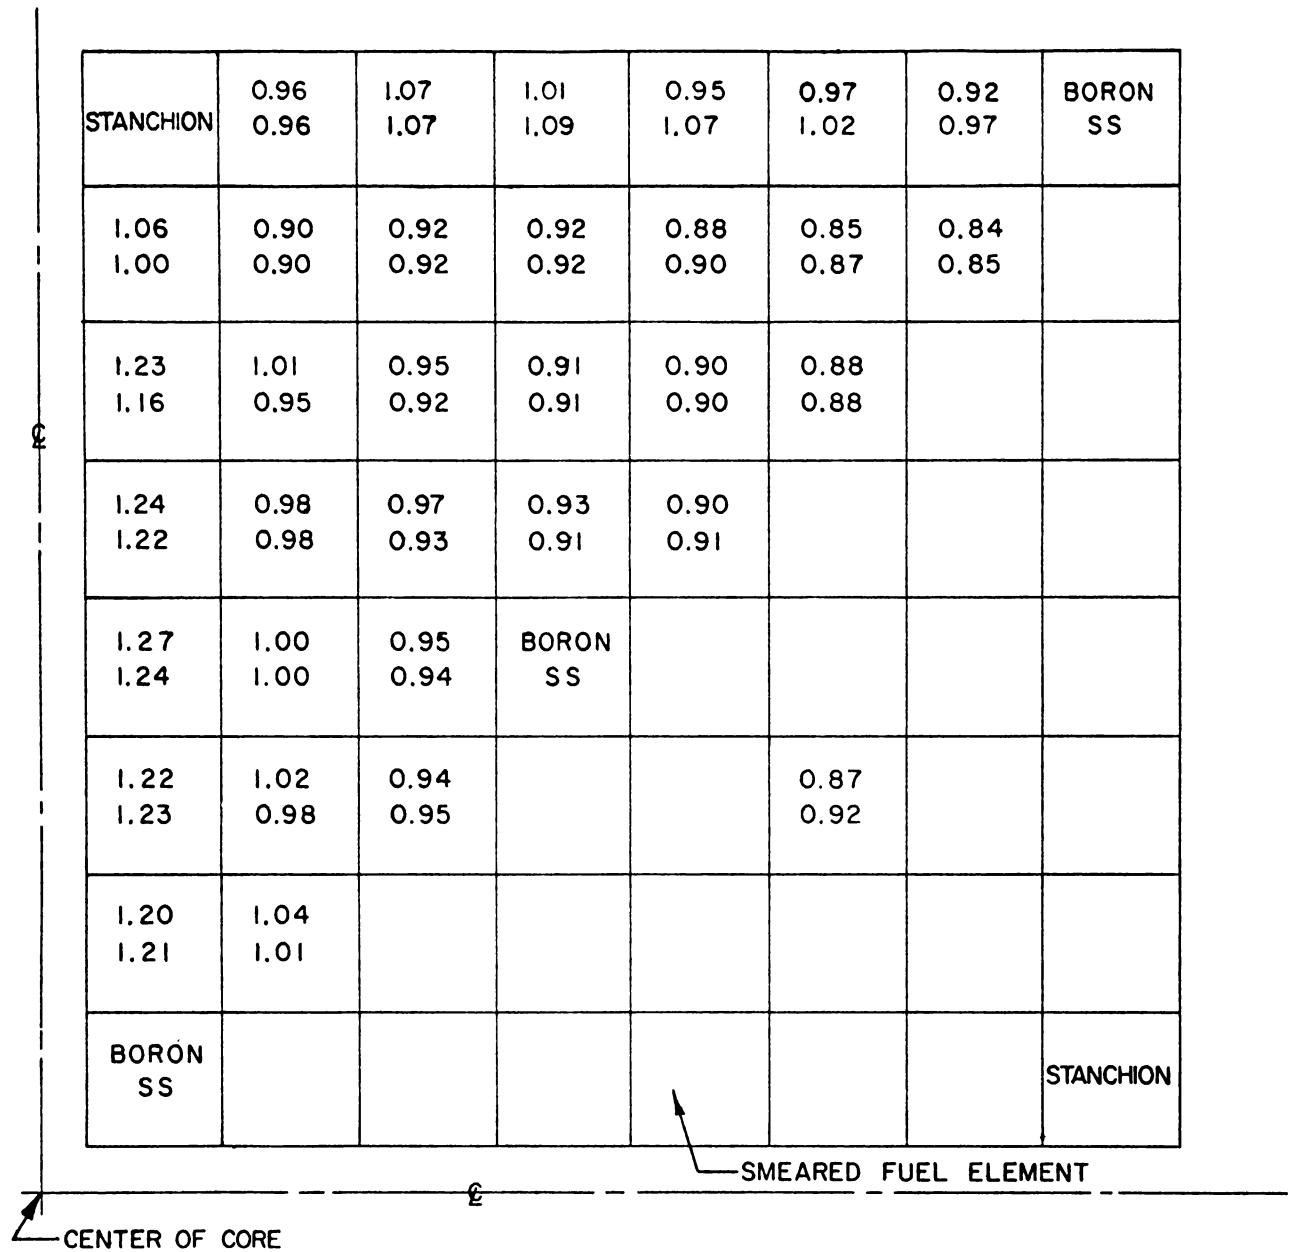 0.96 1.07 1.01 0.95 0.97 0.92 BORON
STANCHION 0.96 1.07 1.09 1.07 1.02 0.97 SS
1.06 0.90 0.92 0.92 0.88 0.85 0.84
1.00 0.90 0.92 0.92 0.90 0.87 0.85
1.23 1.01 0.95 0.91 0.90 0.88
1.16 0.95 0.92 0.91 0.90 0.88
℄
1.24 0.98 0.97 0.93 0.90
1.22 0.98 0.93 0.91 0.91
1.27 1.00 0.95 BORON
1.24 1.00 0.94 SS
1.22 1.02 0.94 0.87
1.23 0.98 0.95 0.92
1.20 1.04
1.21 1.01
BORON
SS
STANCHION
SMEARED FUEL ELEMENT
℄
CENTER OF CORE